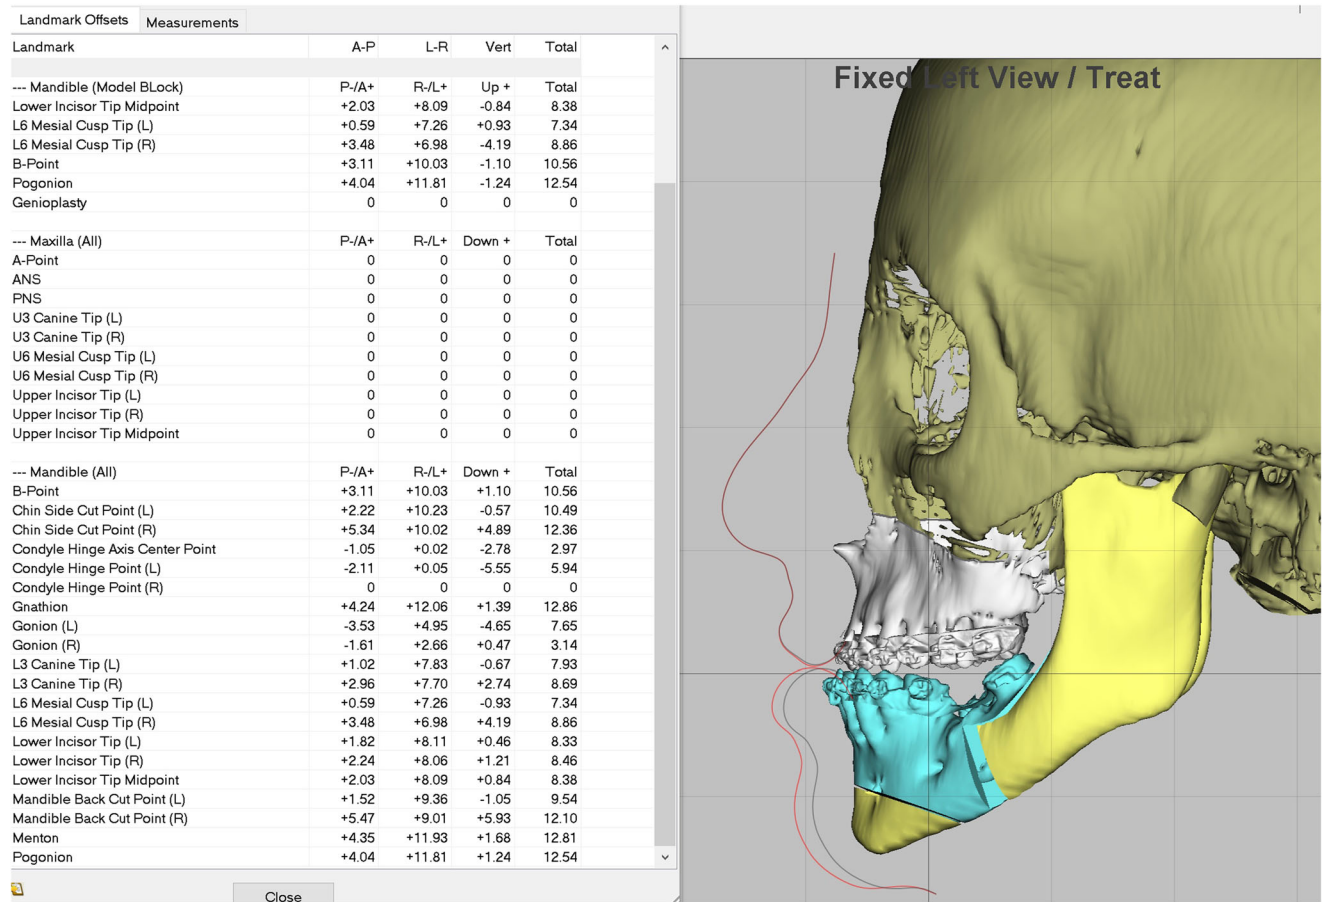 Landmark Offsets Measurements
Landmark A-P L-R Vert Total
--- Mandible (Model BLock) P-/A+ R-/L+ Up + Total
Lower Incisor Tip Midpoint +2.03 +8.09 -0.84 8.38
L6 Mesial Cusp Tip (L) +0.59 +7.26 +0.93 7.34
L6 Mesial Cusp Tip (R) +3.48 +6.98 -4.19 8.86
B-Point +3.11 +10.03 -1.10 10.56
Pogonion +4.04 +11.81 -1.24 12.54
Genioplasty 0 0 0 0
--- Maxilla (All) P-/A+ R-/L+ Down + Total
A-Point 0 0 0 0
ANS 0 0 0 0
PNS 0 0 0 0
U3 Canine Tip (L) 0 0 0 0
U3 Canine Tip (R) 0 0 0 0
U6 Mesial Cusp Tip (L) 0 0 0 0
U6 Mesial Cusp Tip (R) 0 0 0 0
Upper Incisor Tip (L) 0 0 0 0
Upper Incisor Tip (R) 0 0 0 0
Upper Incisor Tip Midpoint 0 0 0 0
--- Mandible (All) P-/A+ R-/L+ Down + Total
B-Point +3.11 +10.03 +1.10 10.56
Chin Side Cut Point (L) +2.22 +10.23 -0.57 10.49
Chin Side Cut Point (R) +5.34 +10.02 +4.89 12.36
Condyle Hinge Axis Center Point -1.05 +0.02 -2.78 2.97
Condyle Hinge Point (L) -2.11 +0.05 -5.55 5.94
Condyle Hinge Point (R) 0 0 0 0
Gnathion +4.24 +12.06 +1.39 12.86
Gonion (L) -3.53 +4.95 -4.65 7.65
Gonion (R) -1.61 +2.66 +0.47 3.14
L3 Canine Tip (L) +1.02 +7.83 -0.67 7.93
L3 Canine Tip (R) +2.96 +7.70 +2.74 8.69
L6 Mesial Cusp Tip (L) +0.59 +7.26 -0.93 7.34
L6 Mesial Cusp Tip (R) +3.48 +6.98 +4.19 8.86
Lower Incisor Tip (L) +1.82 +8.11 +0.46 8.33
Lower Incisor Tip (R) +2.24 +8.06 +1.21 8.46
Lower Incisor Tip Midpoint +2.03 +8.09 +0.84 8.38
Mandible Back Cut Point (L) +1.52 +9.36 -1.05 9.54
Mandible Back Cut Point (R) +5.47 +9.01 +5.93 12.10
Menton +4.35 +11.93 +1.68 12.81
Pogonion +4.04 +11.81 +1.24 12.54
Close
Fixed Left View / Treat